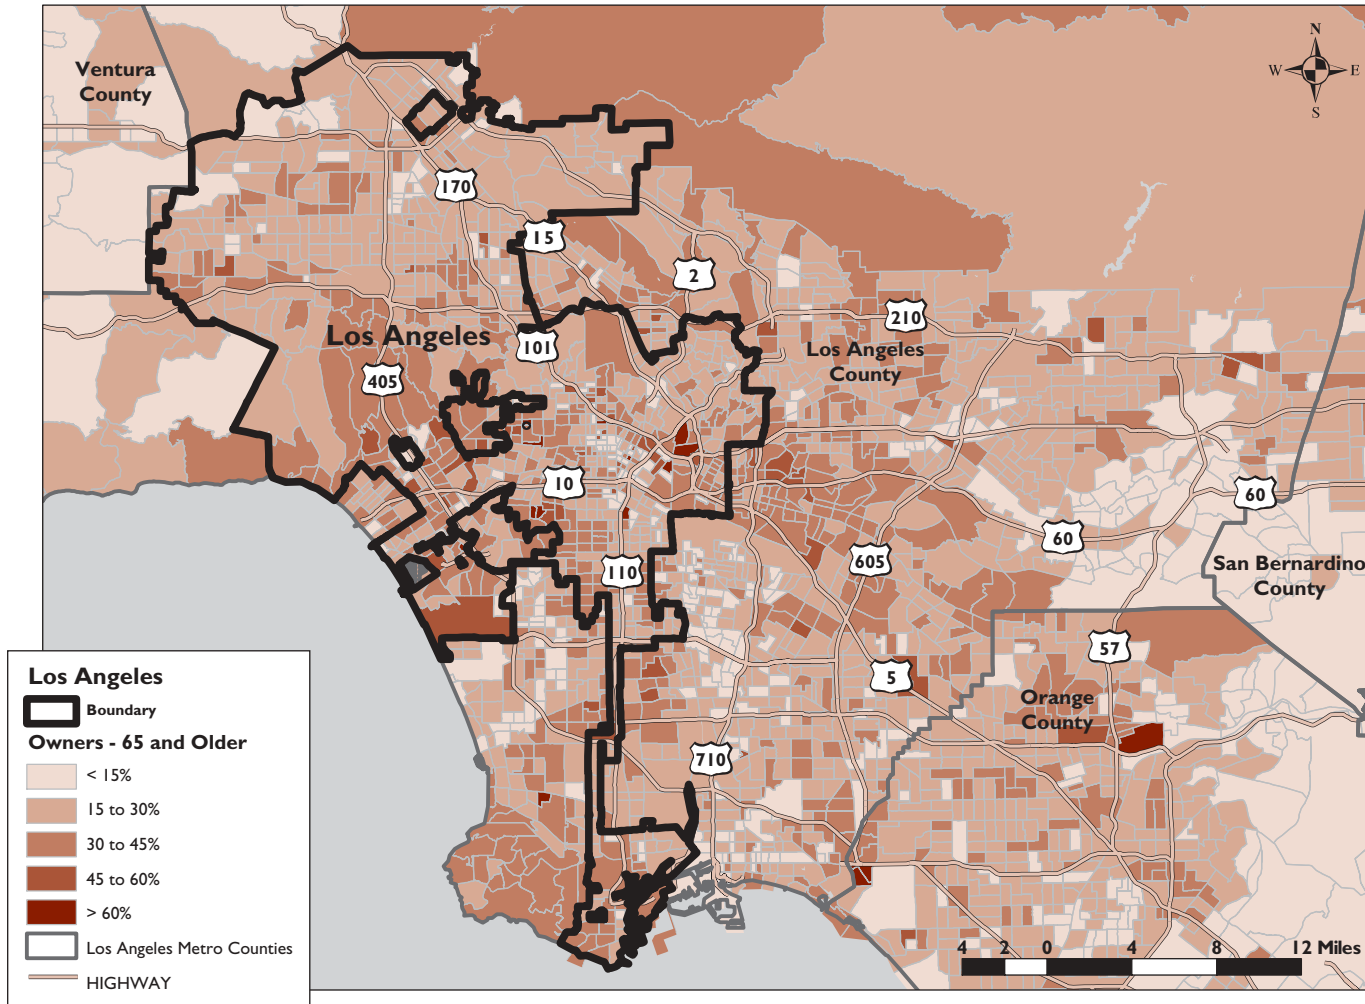 N
W E
S
Ventura
County
170
15
2
210
Los Angeles
101
Los Angeles
County
405
10
60
60
605
110
San Bernardino
County
57
5
Orange
County
710
Los Angeles
Boundary
Owners - 65 and Older
< 15%
15 to 30%
30 to 45%
45 to 60%
> 60%
Los Angeles Metro Counties
HIGHWAY
4 2 0 4 8 12 Miles